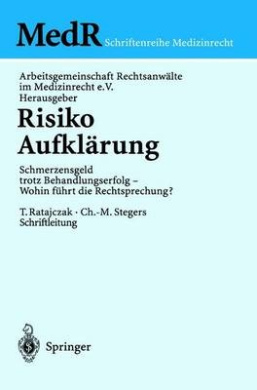 MedR Schriftenreihe Medizinrecht
Arbeitsgemeinschaft Rechtsanwälte
im Medizinrecht e.V.
Herausgeber
Risiko
Aufklärung
Schmerzensgeld
trotz Behandlungserfolg –
Wohin führt die Rechtsprechung?
T. Ratajczak · Ch.-M. Stegers
Schriftleitung
Springer